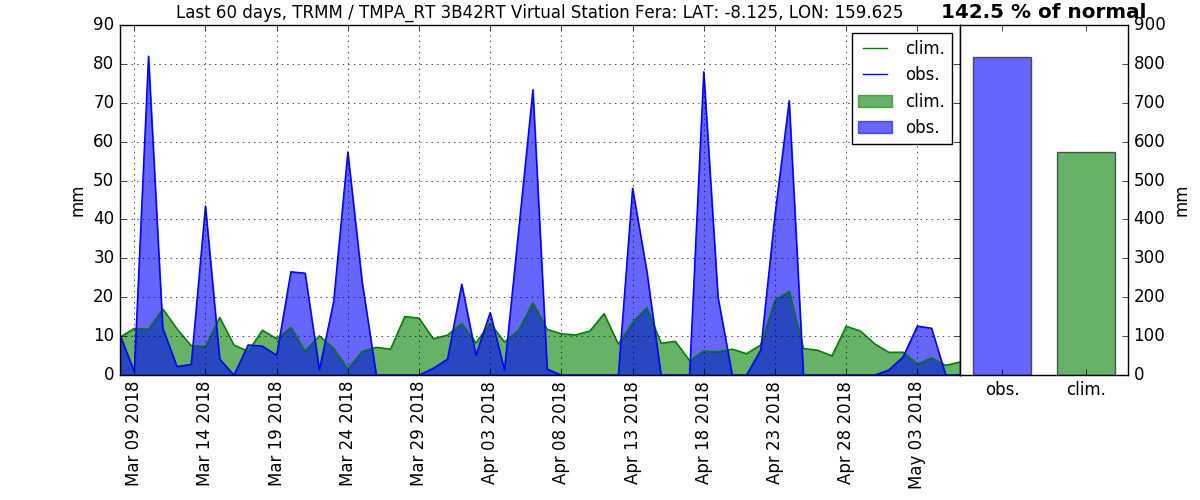 Last 60 days, TRMM / TMPA_RT 3B42RT Virtual Station Fera: LAT: -8.125, LON: 159.625
142.5 % of normal
90
80
70
60
50
40
30
20
10
0
mm
clim.
obs.
clim.
obs.
Mar 09 2018
Mar 14 2018
Mar 19 2018
Mar 24 2018
Mar 29 2018
Apr 03 2018
Apr 08 2018
Apr 13 2018
Apr 18 2018
Apr 23 2018
Apr 28 2018
May 03 2018
900
800
700
600
500
400
300
200
100
0
mm
obs.
clim.